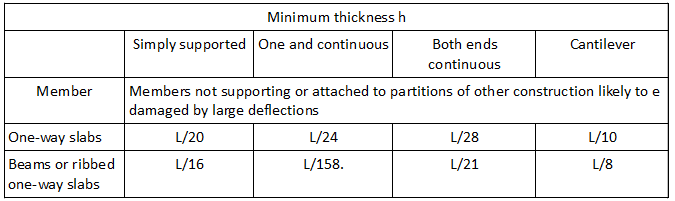 Minimum thickness h
Simply supported One and continuous Both ends continuous Cantilever
Member Members not supporting or attached to partitions of other construction likely to e
damaged by large deflections
One-way slabs L/20 L/24 L/28 L/10
Beams or ribbed one-way slabs L/16 L/158. L/21 L/8